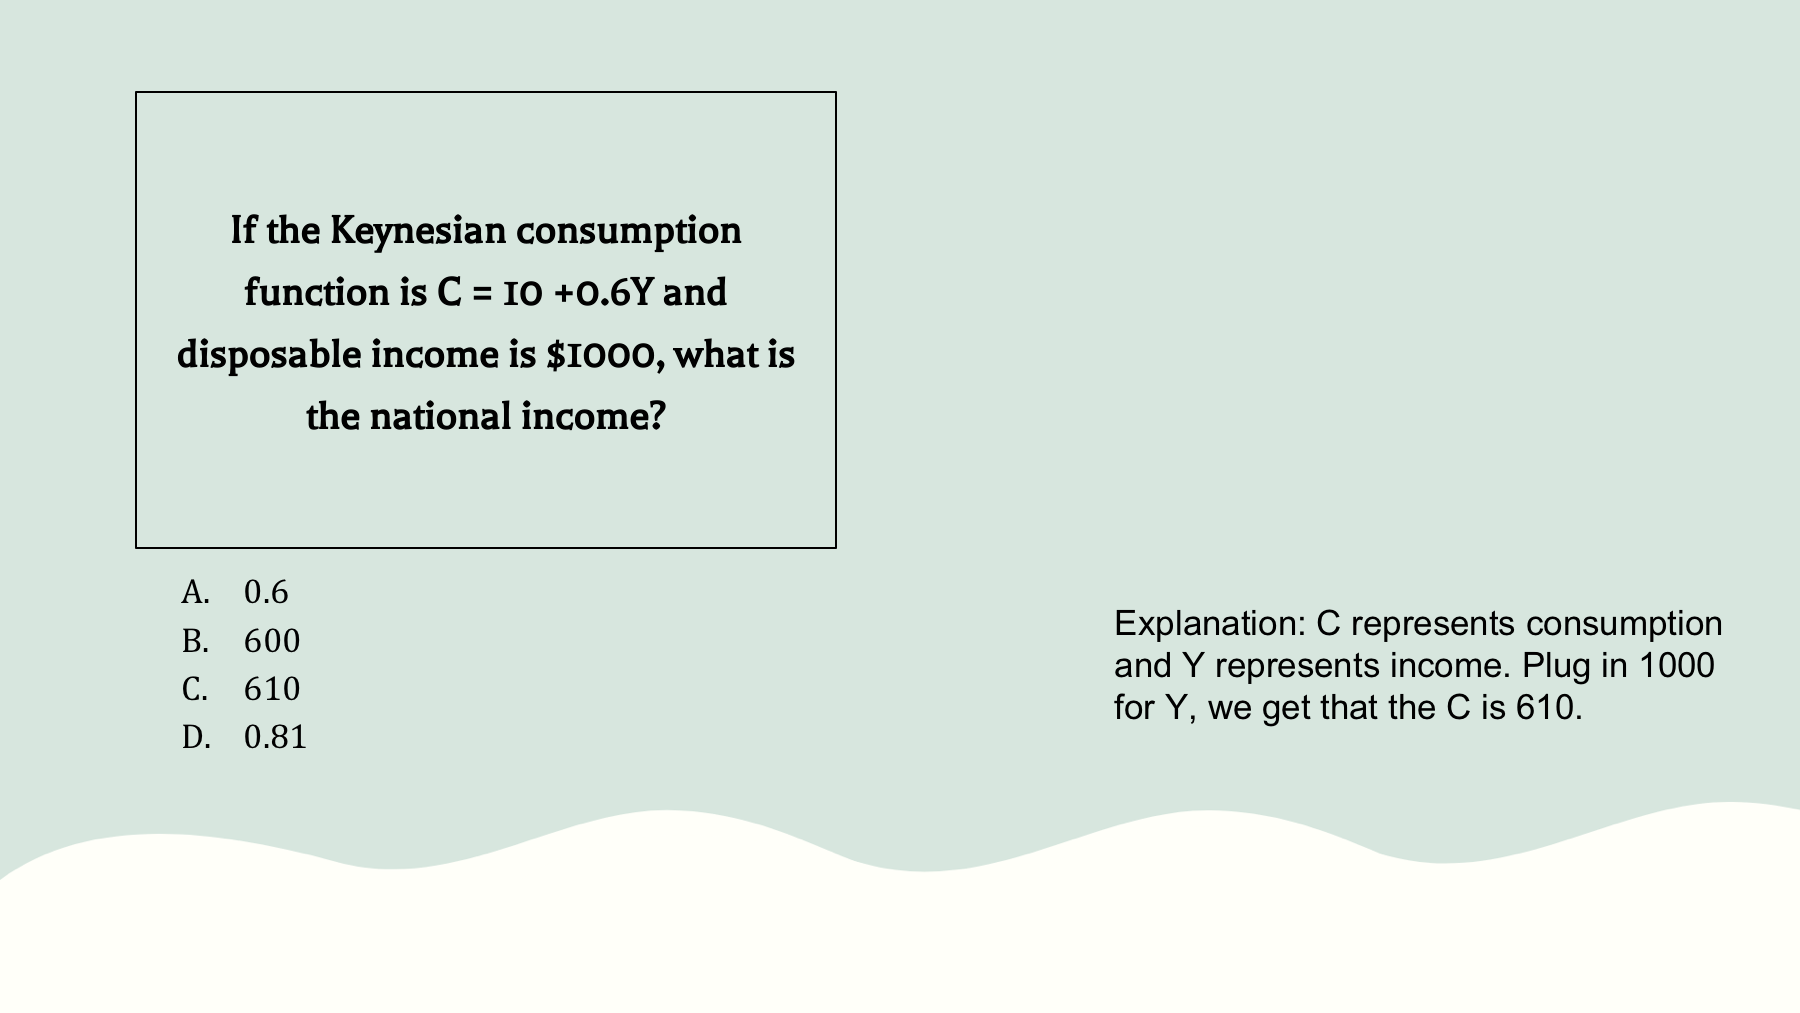 If the Keynesian consumption
function is C = 10 +0.6Y and
disposable income is $1000, what is
the national income?
A. 0.6
B. 600
C. 610
D. 0.81
Explanation: C represents consumption
and Y represents income. Plug in 1000
for Y, we get that the C is 610.